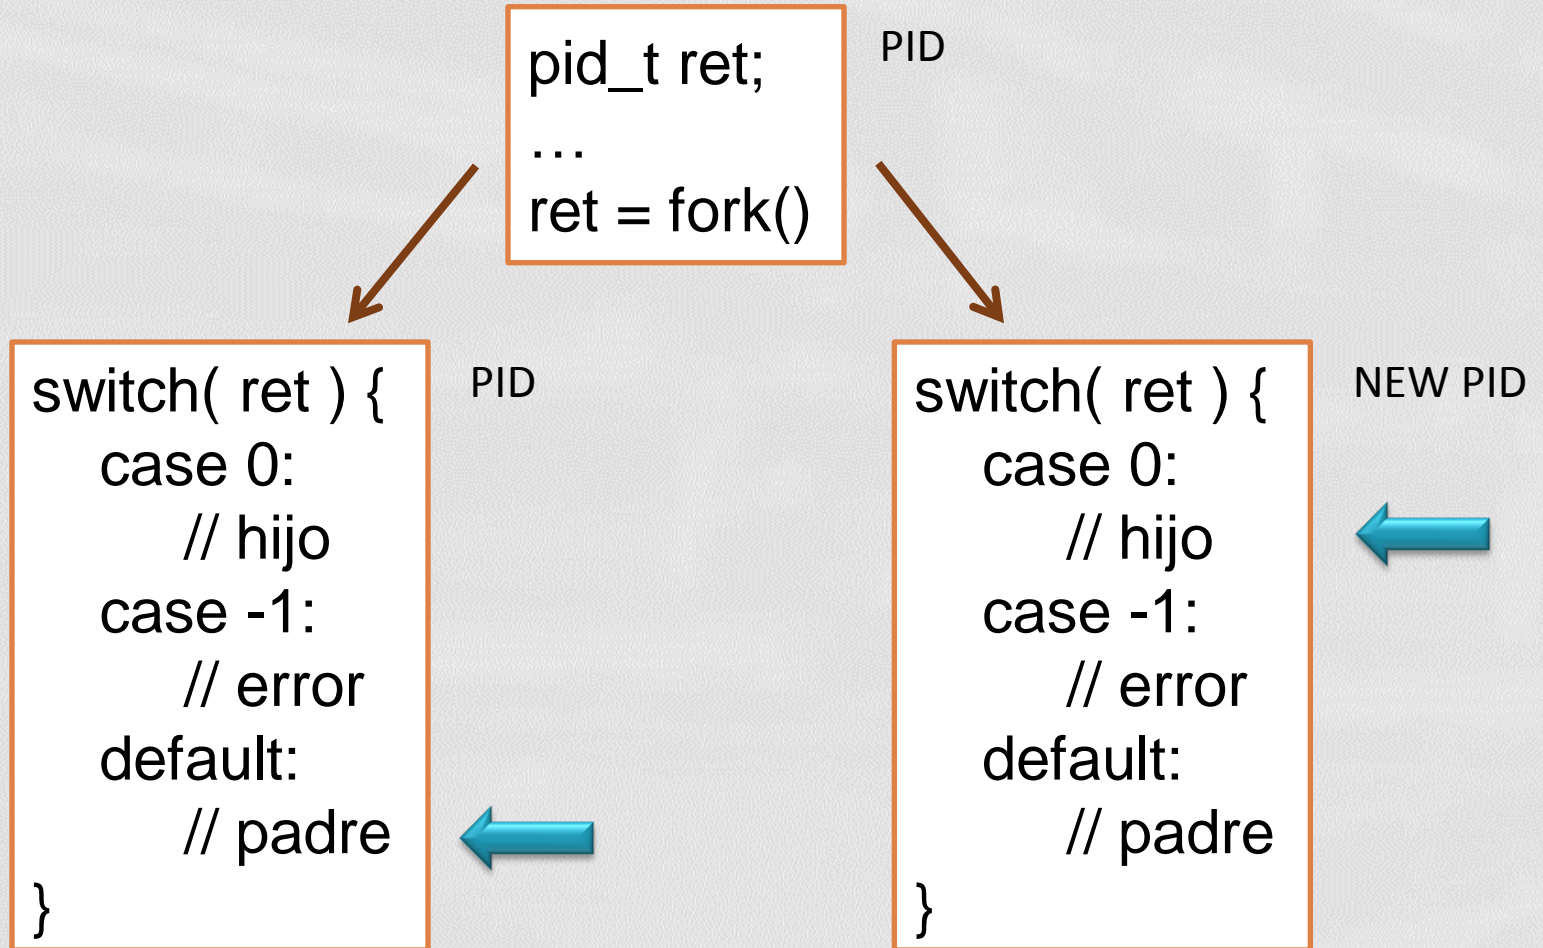 pid_t ret;
…
ret = fork()
PID
switch( ret ) {
case 0:
// hijo
case -1:
// error
default:
// padre
}
PID
switch( ret ) {
case 0:
// hijo
case -1:
// error
default:
// padre
}
NEW PID